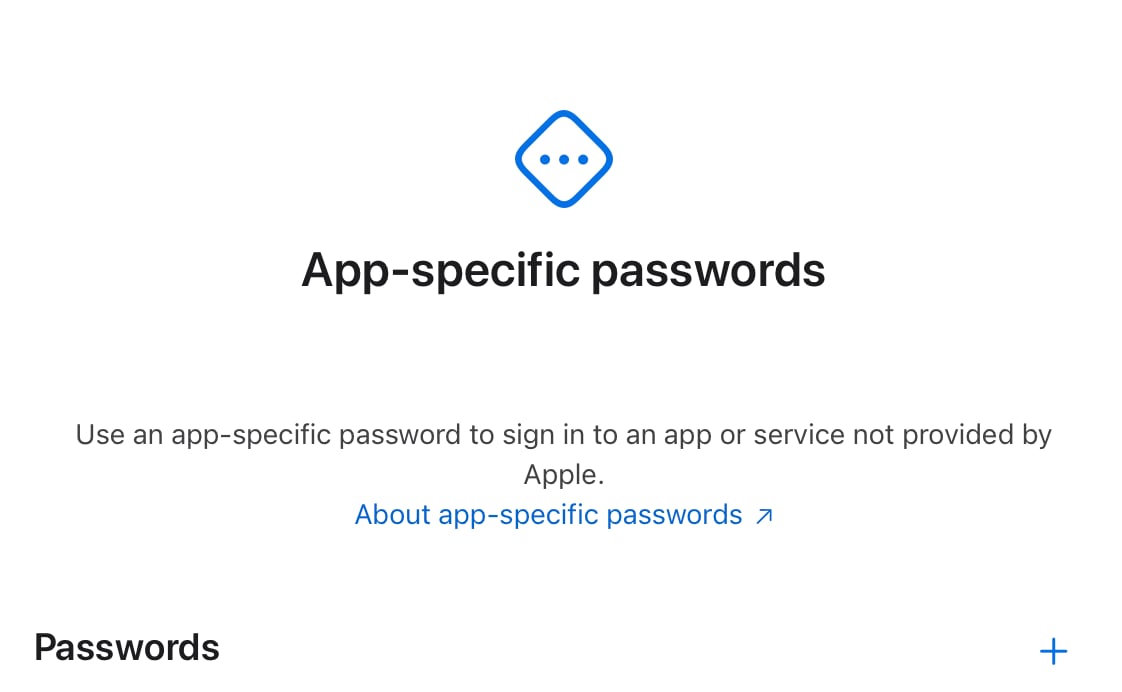 App-specific passwords
Use an app-specific password to sign in to an app or service not provided by
Apple.
About app-specific passwords ↗
Passwords